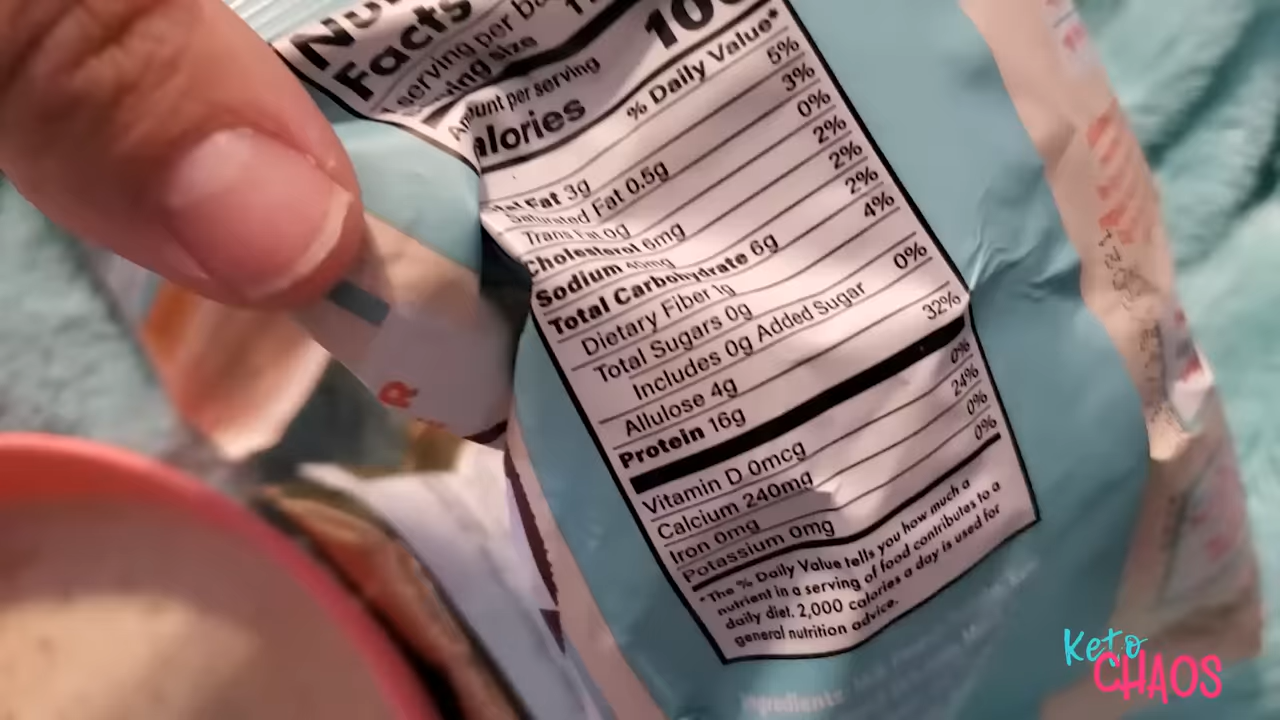 Facts
serving per
size
Amount per serving
alories
% Daily Value*
Fat 3g 5%
Saturated Fat 0.5g 3%
Trans Fat 0g
Cholesterol 6mg 2%
Sodium 40mg 2%
Total Carbohydrate 6g 2%
Dietary Fiber 1g 4%
Total Sugars 0g
Includes 0g Added Sugar 0%
Allulose 4g
Protein 16g 32%
Vitamin D 0mcg 0%
Calcium 240mg 24%
Iron 0mg 0%
Potassium 0mg 0%
*The % Daily Value tells you how much a
nutrient in a serving of food contributes to a
daily diet. 2,000 calories a day is used for
general nutrition advice.
Ingredients
R
Keto
CHAOS